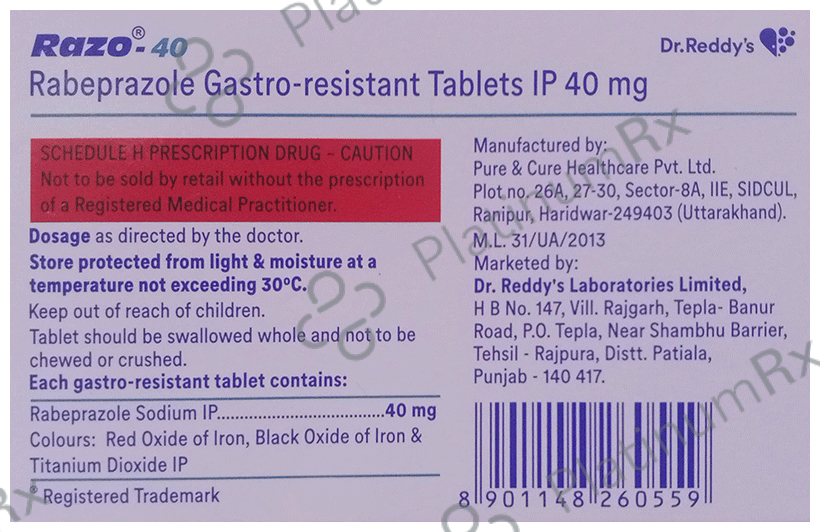 Razo®-40
Dr.Reddy's
Rabeprazole Gastro-resistant Tablets IP 40 mg
SCHEDULE H PRESCRIPTION DRUG - CAUTION
Not to be sold by retail without the prescription
of a Registered Medical Practitioner.
Dosage as directed by the doctor.
Store protected from light & moisture at a
temperature not exceeding 30ºC.
Keep out of reach of children.
Tablet should be swallowed whole and not to be
chewed or crushed.
Each gastro-resistant tablet contains:
Rabeprazole Sodium IP....................................40 mg
Colours: Red Oxide of Iron, Black Oxide of Iron &
Titanium Dioxide IP
® Registered Trademark
Manufactured by:
Pure & Cure Healthcare Pvt. Ltd.
Plot no. 26A, 27-30, Sector-8A, IIE, SIDCUL,
Ranipur, Haridwar-249403 (Uttarakhand).
M.L. 31/UA/2013
Marketed by:
Dr. Reddy's Laboratories Limited,
H B No. 147, Vill. Rajgarh, Tepla- Banur
Road, P.O. Tepla, Near Shambhu Barrier,
Tehsil - Rajpura, Distt. Patiala,
Punjab - 140 417.
8 901148 260559
PlatinumRx
PlatinumRx
PlatinumRx
Rx